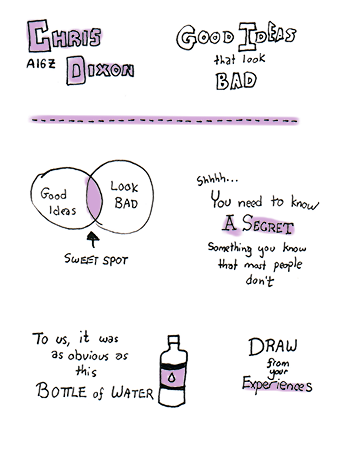 CHRIS
A16Z DIXON
GOOD IDEAS
that look
BAD
Good
Ideas
Look
BAD
SWEET SPOT
Shhhh...
You need to know
A SECRET
Something you know
that most people
don't
To us, it was
as obvious as
this
BOTTLE of WATER
DRAW
from
your
Experiences